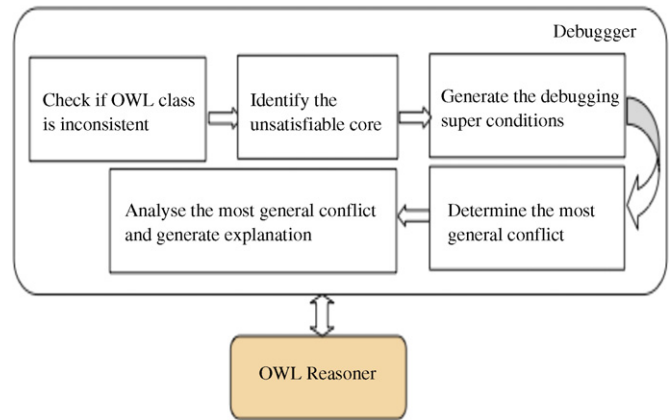 Debuggger
Check if OWL class
is inconsistent
Identify the
unsatisfiable core
Generate the debugging
super conditions
Determine the most
general conflict
Analyse the most general conflict
and generate explanation
OWL Reasoner